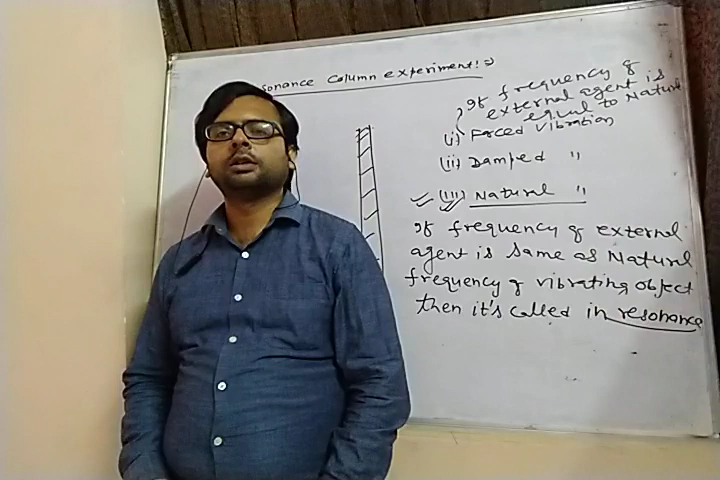 sonance Column experiment :⇒
If frequency of
external agent is
equal to Natural
(i) Forced Vibration
(ii) Damped "
(iii) Natural "
If frequency of external
agent is same as Natural
frequency of vibrating object
then it's called in resonance